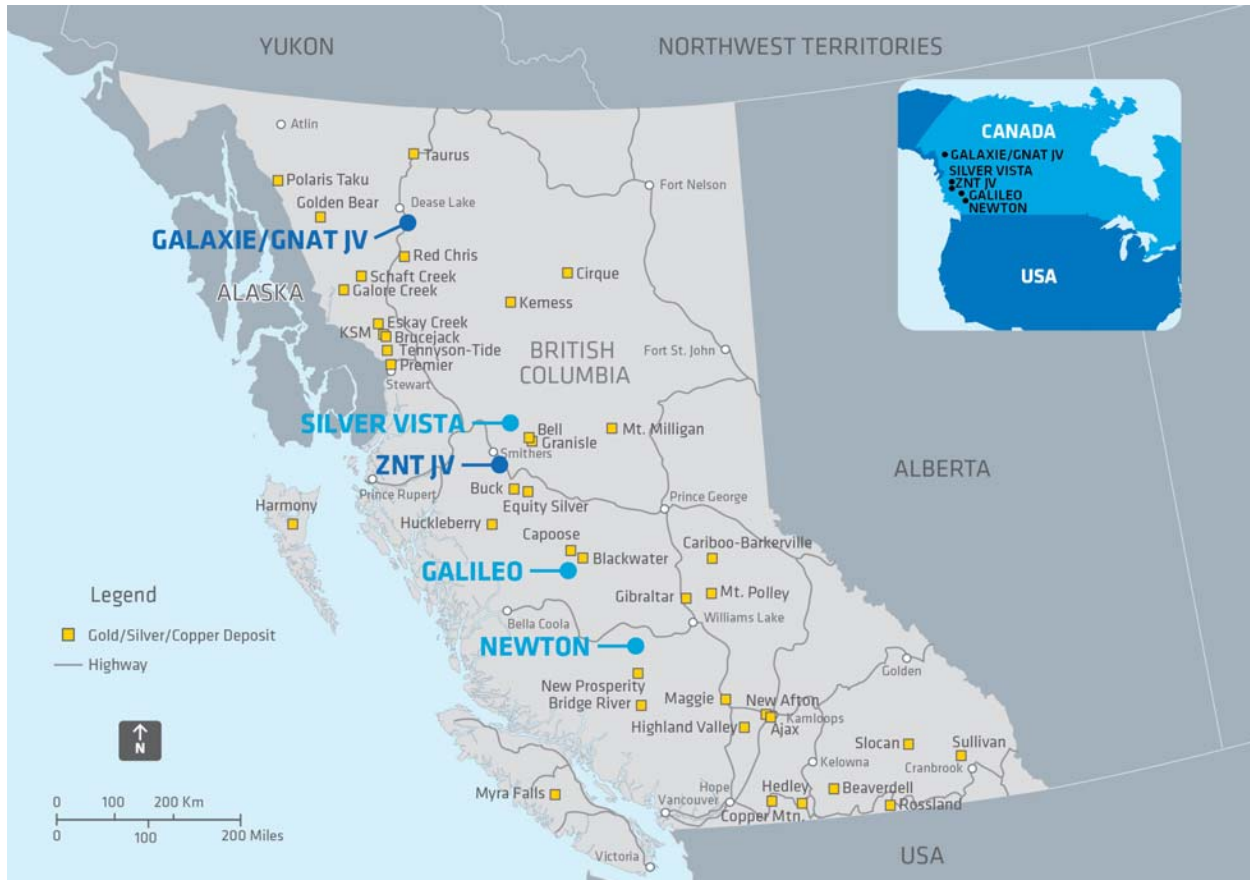 YUKON
NORTHWEST TERRITORIES
Atlin
Taurus
Polaris Taku
Fort Nelson
Golden Bear
Dease Lake
GALAXIE/GNAT JV
Red Chris
Schaft Creek
Cirque
Galore Creek
ALASKA
Kemess
Eskay Creek
KSM
Brucejack
Tennyson-Tide
Premier
Stewart
BRITISH
COLUMBIA
Fort St. John
SILVER VISTA
Bell
Granisle
Mt. Milligan
Smithers
ZNT JV
ALBERTA
Prince Rupert
Buck
Equity Silver
Prince George
Harmony
Huckleberry
Capoose
Blackwater
Cariboo-Barkerville
GALILEO
Gibraltar
Mt. Polley
Bella Coola
Williams Lake
NEWTON
Golden
New Prosperity
Bridge River
Maggie
New Afton
Kamloops
Highland Valley
Ajax
Slocan
Sullivan
Kelowna
Cranbrook
Myra Falls
Hope
Vancouver
Hedley
Beaverdell
Copper Mtn.
Rossland
Victoria
USA
CANADA
GALAXIE/GNAT JV
SILVER VISTA
ZNT JV
GALILEO
NEWTON
USA
Legend
Gold/Silver/Copper Deposit
Highway
N
0 100 200 Km
0 100 200 Miles